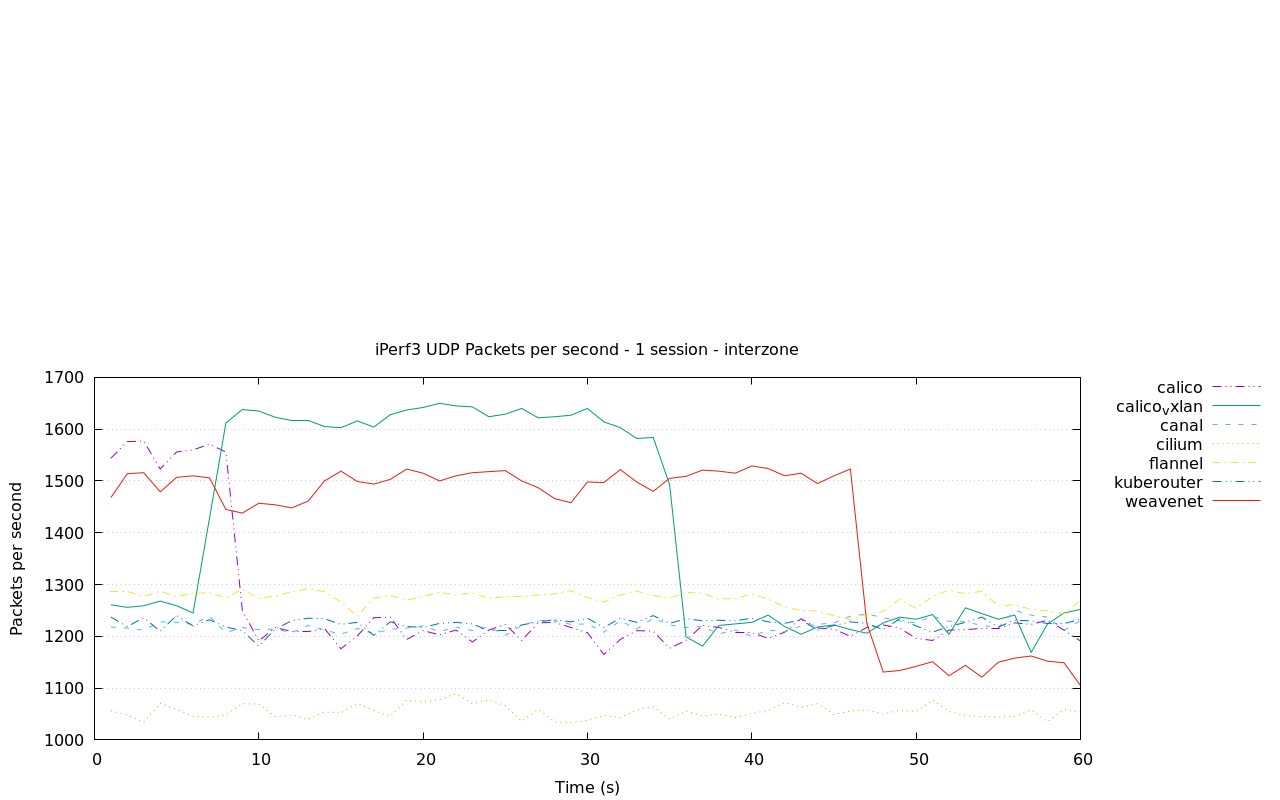 iPerf3 UDP Packets per second - 1 session - interzone
1700
1600
1500
1400
1300
1200
1100
1000
Packets per second
0 10 20 30 40 50 60
Time (s)
calico
calico_vxlan
canal
cilium
flannel
kuberouter
weavenet